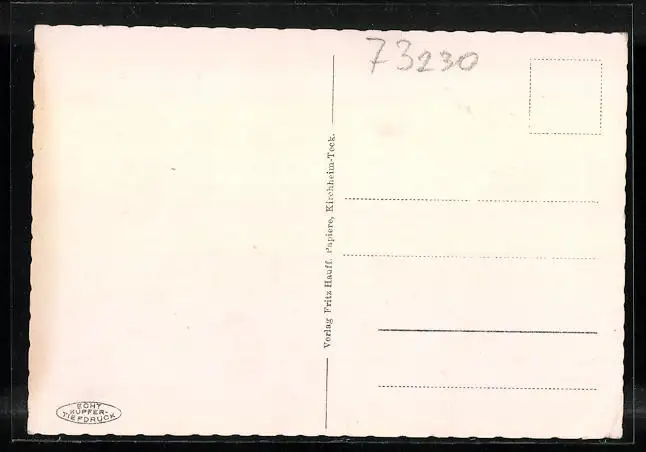 73230
Verlag Fritz Hauff. Papiere, Kirchheim-Teck.
ECHT
KUPFER-
TIEFDRUCK